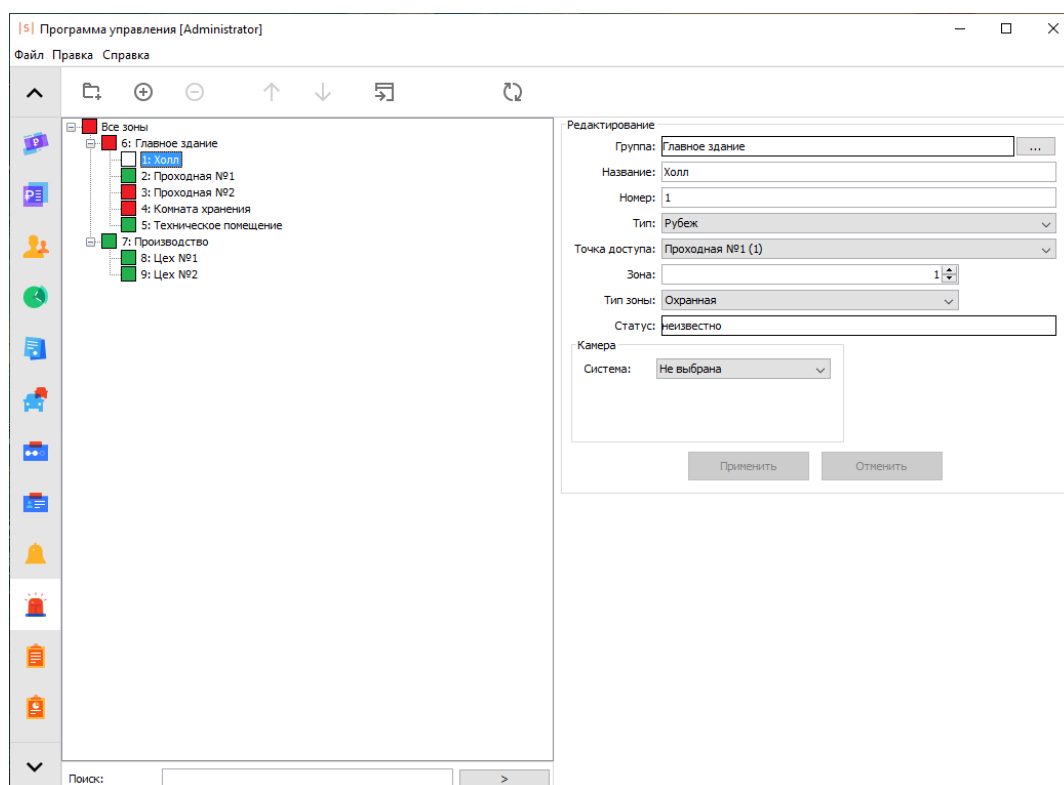 |S| Программа управления [Administrator]
Файл Правка Справка
Все зоны
6: Главное здание
1: Холл
2: Проходная №1
3: Проходная №2
4: Комната хранения
5: Техническое помещение
7: Производство
8: Цех №1
9: Цех №2
Поиск:
>
Редактирование
Группа: Главное здание ...
Название: Холл
Номер: 1
Тип: Рубеж
Точка доступа: Проходная №1 (1)
Зона: 1
Тип зоны: Охранная
Статус: неизвестно
Камера
Система: Не выбрана
Применить Отменить